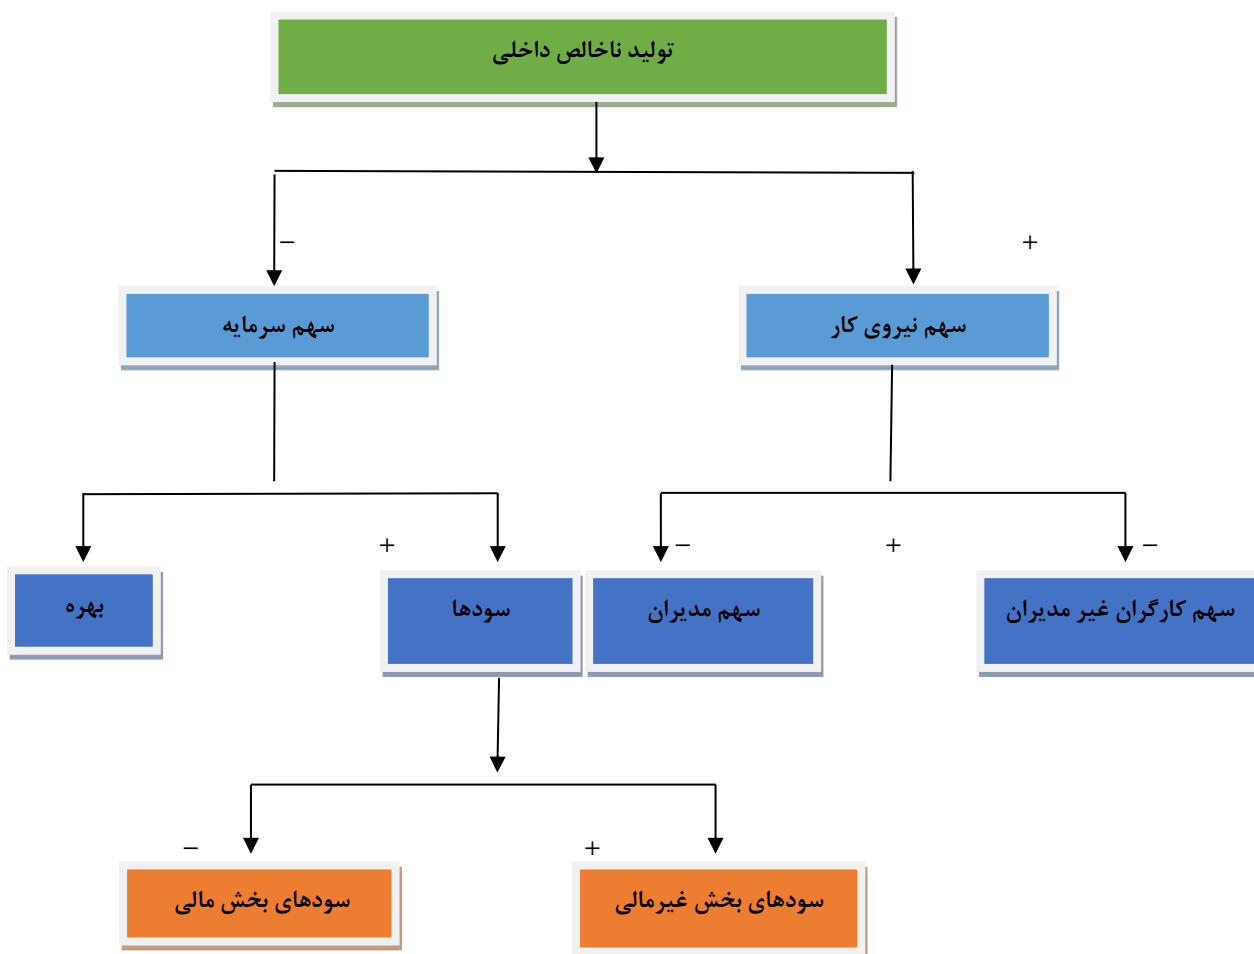 تولید ناخالص داخلی
+
–
سهم نیروی کار
سهم سرمایه
–
+
–
+
سهم کارگران غیر مدیران
سهم مدیران
سودها
بهره
+
–
سودهای بخش غیرمالی
سودهای بخش مالی